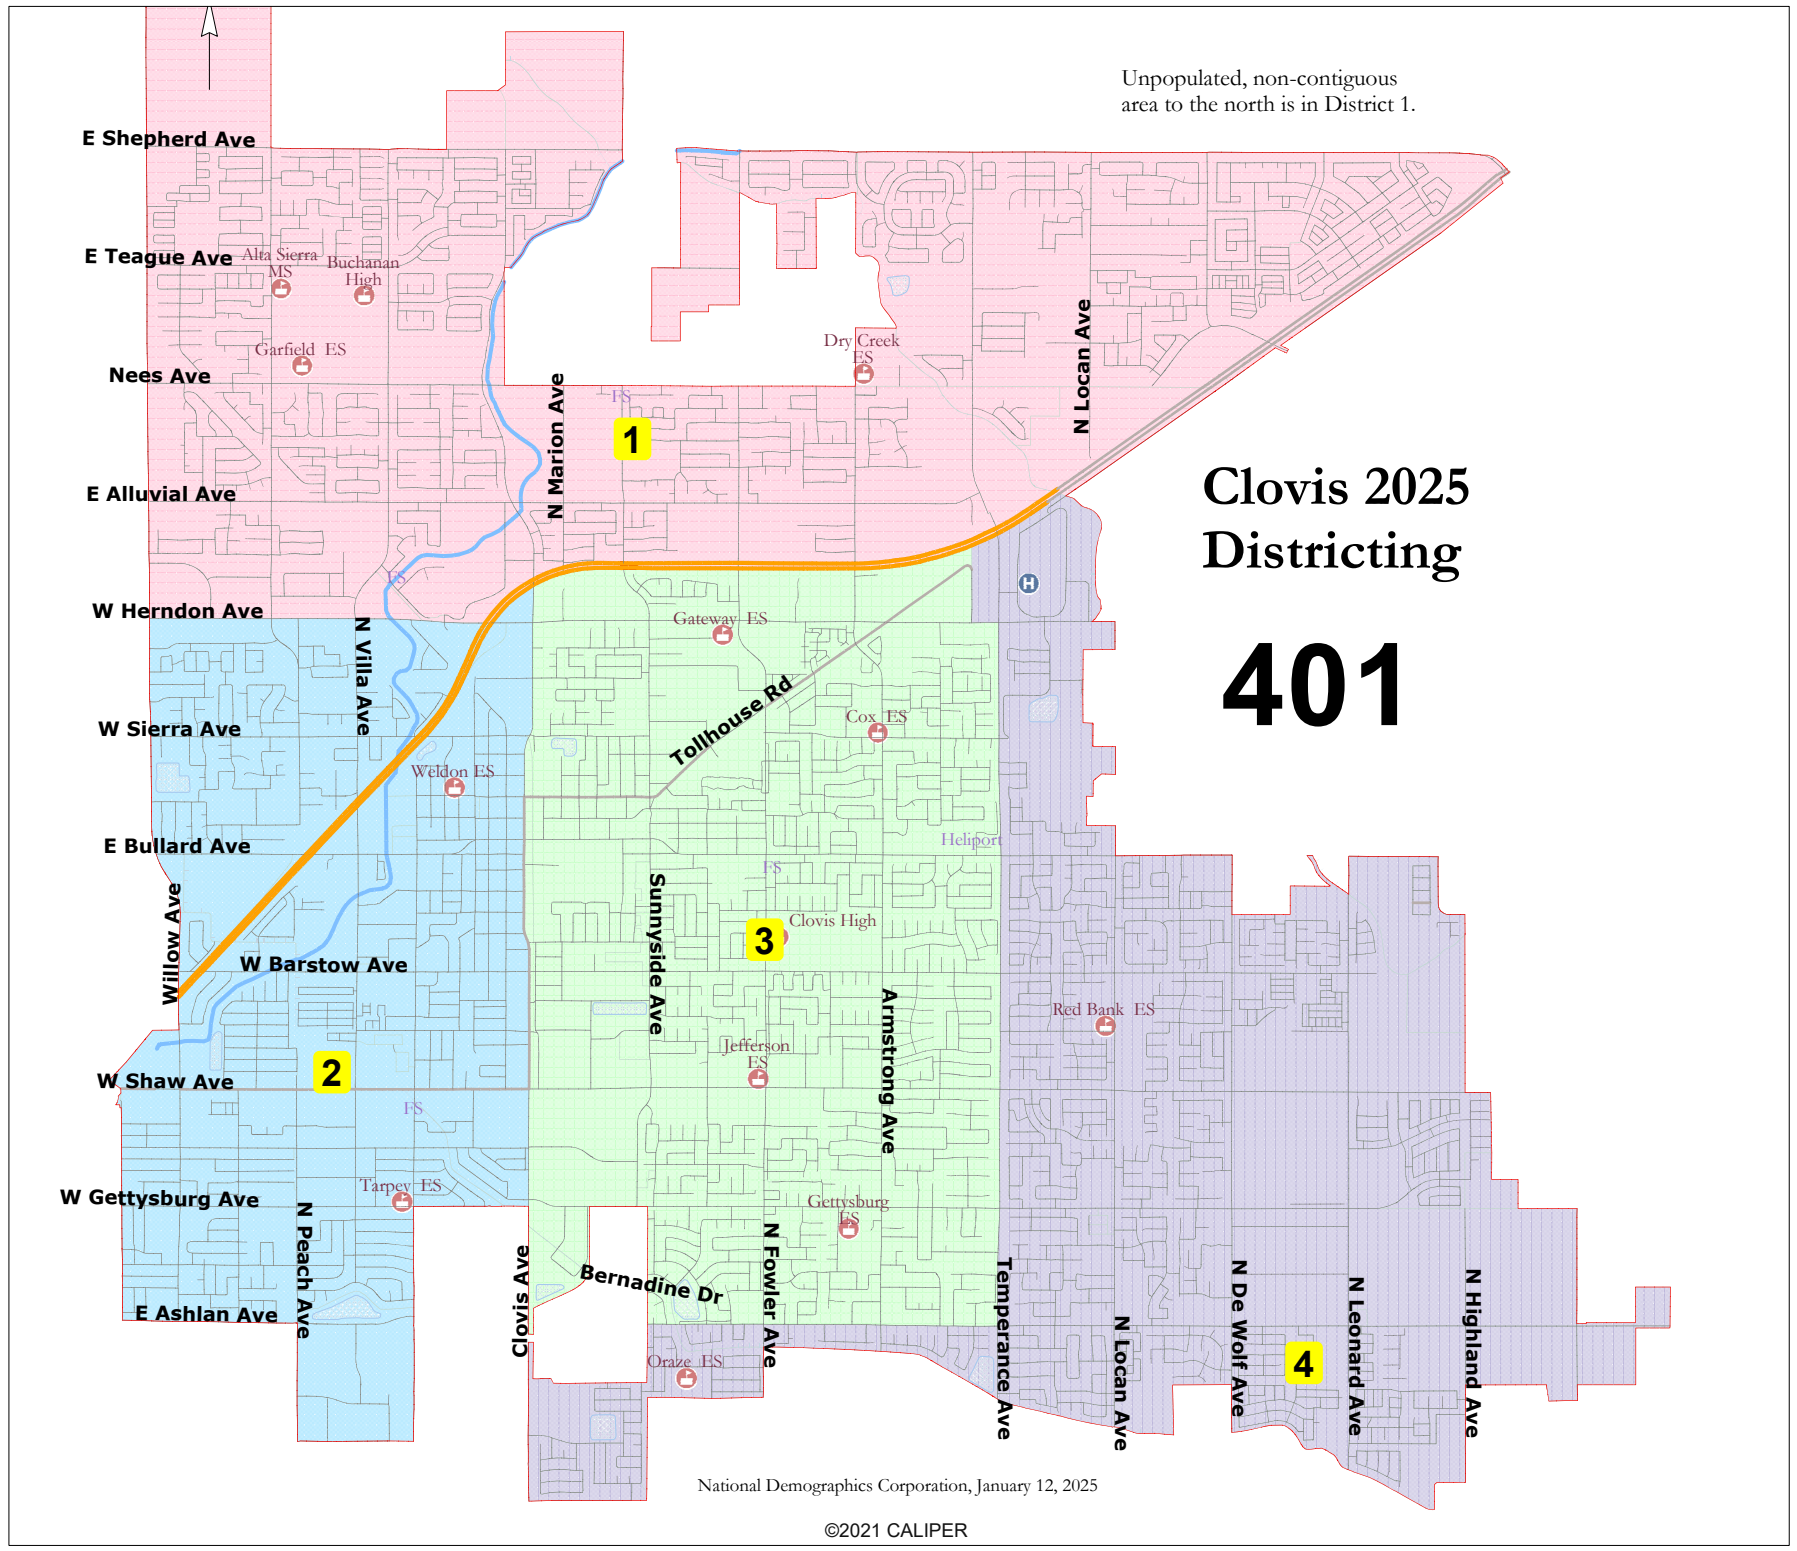 Unpopulated, non-contiguous
area to the north is in District 1.
E Shepherd Ave
E Teague Ave
Alta Sierra
MS
Buchanan
High
Garfield ES
Dry Creek
ES
Nees Ave
N Marion Ave
N Locan Ave
FS
1
E Alluvial Ave
Clovis 2025
Districting
401
FS
H
W Herndon Ave
N Villa Ave
Gateway ES
Tollhouse Rd
Cox ES
W Sierra Ave
Weldon ES
E Bullard Ave
Heliport
FS
Willow Ave
Sunnyside Ave
3
Clovis High
W Barstow Ave
Armstrong Ave
Red Bank ES
Jefferson
ES
2
W Shaw Ave
FS
Tarpey ES
W Gettysburg Ave
Gettysburg
ES
N Peach Ave
Clovis Ave
Bernadine Dr
N Fowler Ave
Temperance Ave
N Locan Ave
N De Wolf Ave
N Leonard Ave
N Highland Ave
E Ashlan Ave
Oraze ES
4
National Demographics Corporation, January 12, 2025
©2021 CALIPER